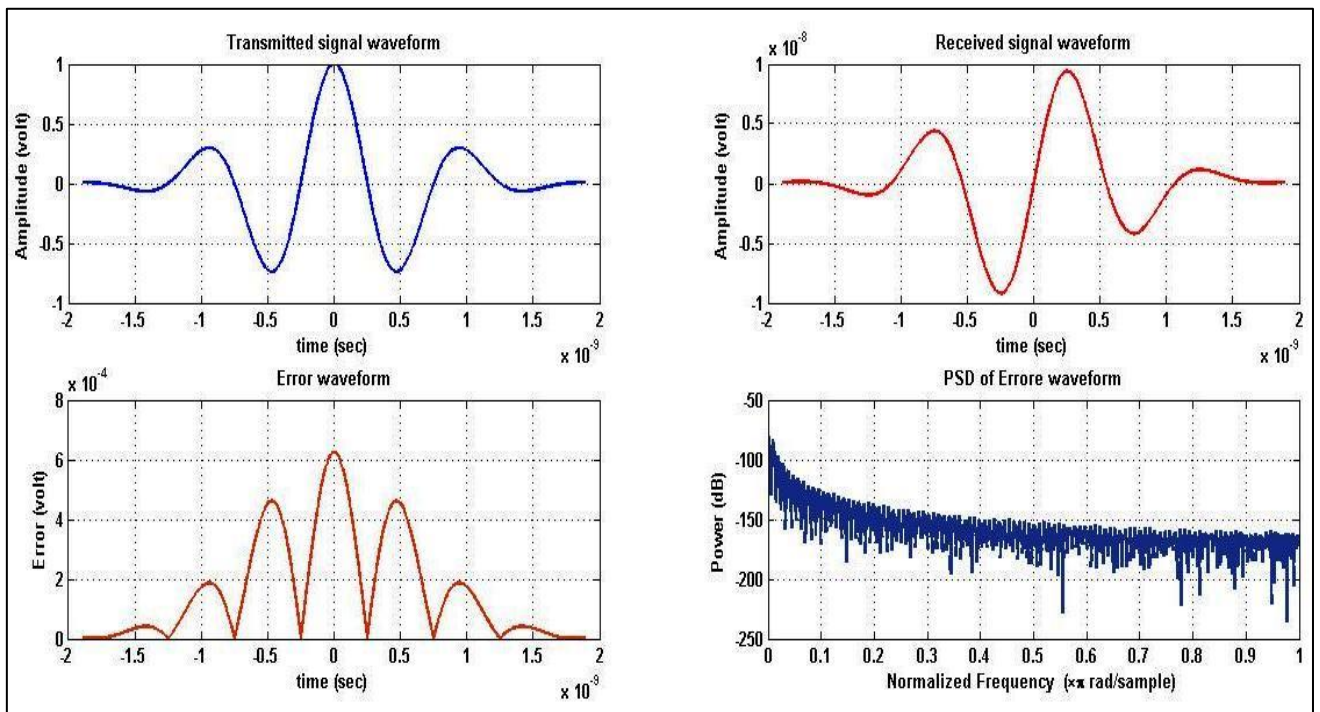 Transmitted signal waveform
1
0.5
0
-0.5
-1
Amplitude (volt)
-2 -1.5 -1 -0.5 0 0.5 1 1.5 2
time (sec)
x 10^-9
Received signal waveform
x 10^-8
1
0.5
0
-0.5
-1
Amplitude (volt)
-2 -1.5 -1 -0.5 0 0.5 1 1.5 2
time (sec)
x 10^-9
Error waveform
x 10^-4
8
6
4
2
0
Error (volt)
-2 -1.5 -1 -0.5 0 0.5 1 1.5 2
time (sec)
x 10^-9
PSD of Errore waveform
-50
-100
-150
-200
-250
Power (dB)
0 0.1 0.2 0.3 0.4 0.5 0.6 0.7 0.8 0.9 1
Normalized Frequency (×π rad/sample)